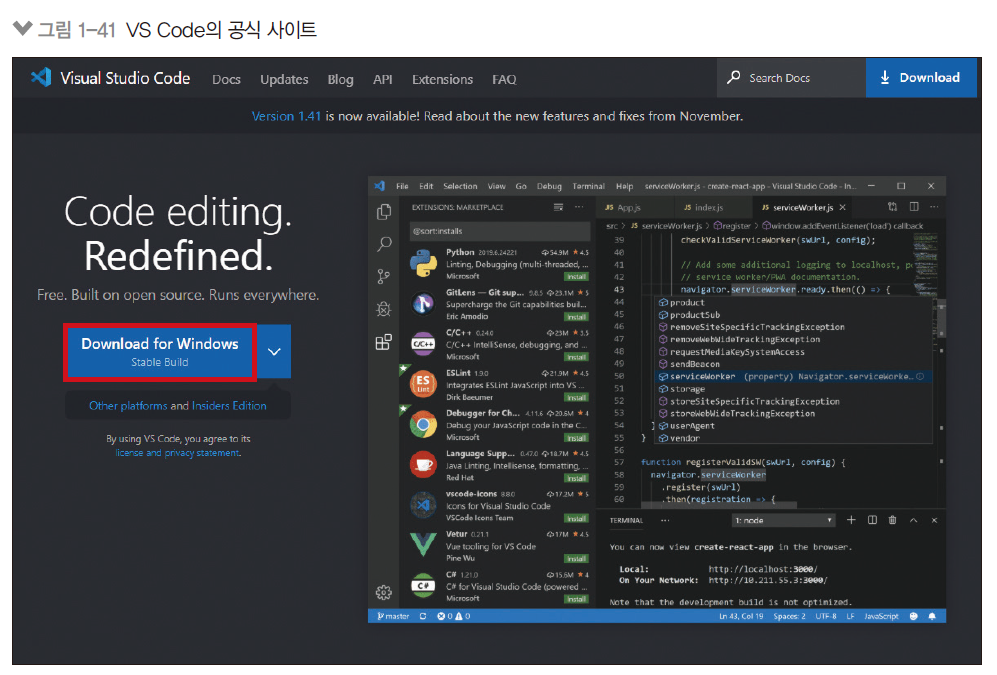 그림 1-41 VS Code의 공식 사이트
Visual Studio Code Docs Updates Blog API Extensions FAQ Search Docs Download
Version 1.41 is now available! Read about the new features and fixes from November.
Code editing.
Redefined.
Free. Built on open source. Runs everywhere.
Download for Windows
Stable Build
Other platforms and Insiders Edition
By using VS Code, you agree to its
license and privacy statement.
File Edit Selection View Go Debug Terminal Help serviceWorker.js - create-react-app - Visual Studio Code - In...
EXTENSIONS: MARKETPLACE
@sort:installs
Python 2019.6.24221 54.9M 4.5
Linting, Debugging (multi-threaded, ...
Microsoft Install
GitLens — Git sup... 9.8.5 23.1M 5
Supercharge the Git capabilities buil...
Eric Amodio Install
C/C++ 0.24.0 23M 3.5
C/C++ IntelliSense, debugging, and ...
Microsoft Install
ESLint 1.9.0 21.9M 4.5
Integrates ESLint JavaScript into VS ...
Dirk Baeumer Install
Debugger for Ch... 4.11.6 20.6M 4
Debug your JavaScript code in the C...
Microsoft Install
Language Supp... 0.47.0 18.7M 4.5
Java Linting, Intellisense, formatting, ...
Red Hat Install
vscode-icons 8.8.0 17.2M 5
Icons for Visual Studio Code
VSCode Icons Team Install
Vetur 0.21.1 17M 4.5
Vue tooling for VS Code
Pine Wu Install
C# 1.21.0 15.6M 4
C# for Visual Studio Code (powered ...
Microsoft Install
JS App.js JS index.js JS serviceWorker.js
src > JS serviceWorker.js > register > window.addEventListener('load') callback
39 checkValidServiceWorker(swUrl, config);
40
41 // Add some additional logging to localhost, p
42 // service worker/PWA documentation.
43 navigator.serviceWorker.ready.then(() => {
44 product
45 productSub
46 removeSiteSpecificTrackingException
47 removeWebWideTrackingException
48 requestMediaKeySystemAccess
49 sendBeacon
50 serviceWorker (property) Navigator.serviceWorke...
51 storage
52 storeSiteSpecificTrackingException
53 storeWebWideTrackingException
54 } userAgent
55 } vendor
56
57 function registerValidSW(swUrl, config) {
58 navigator.serviceWorker
59 .register(swUrl)
60 .then(registration => {
TERMINAL ... 1: node
You can now view create-react-app in the browser.
Local: http://localhost:3000/
On Your Network: http://10.211.55.3:3000/
Note that the development build is not optimized.
master 0 0 Ln 43, Col 19 Spaces: 2 UTF-8 LF JavaScript